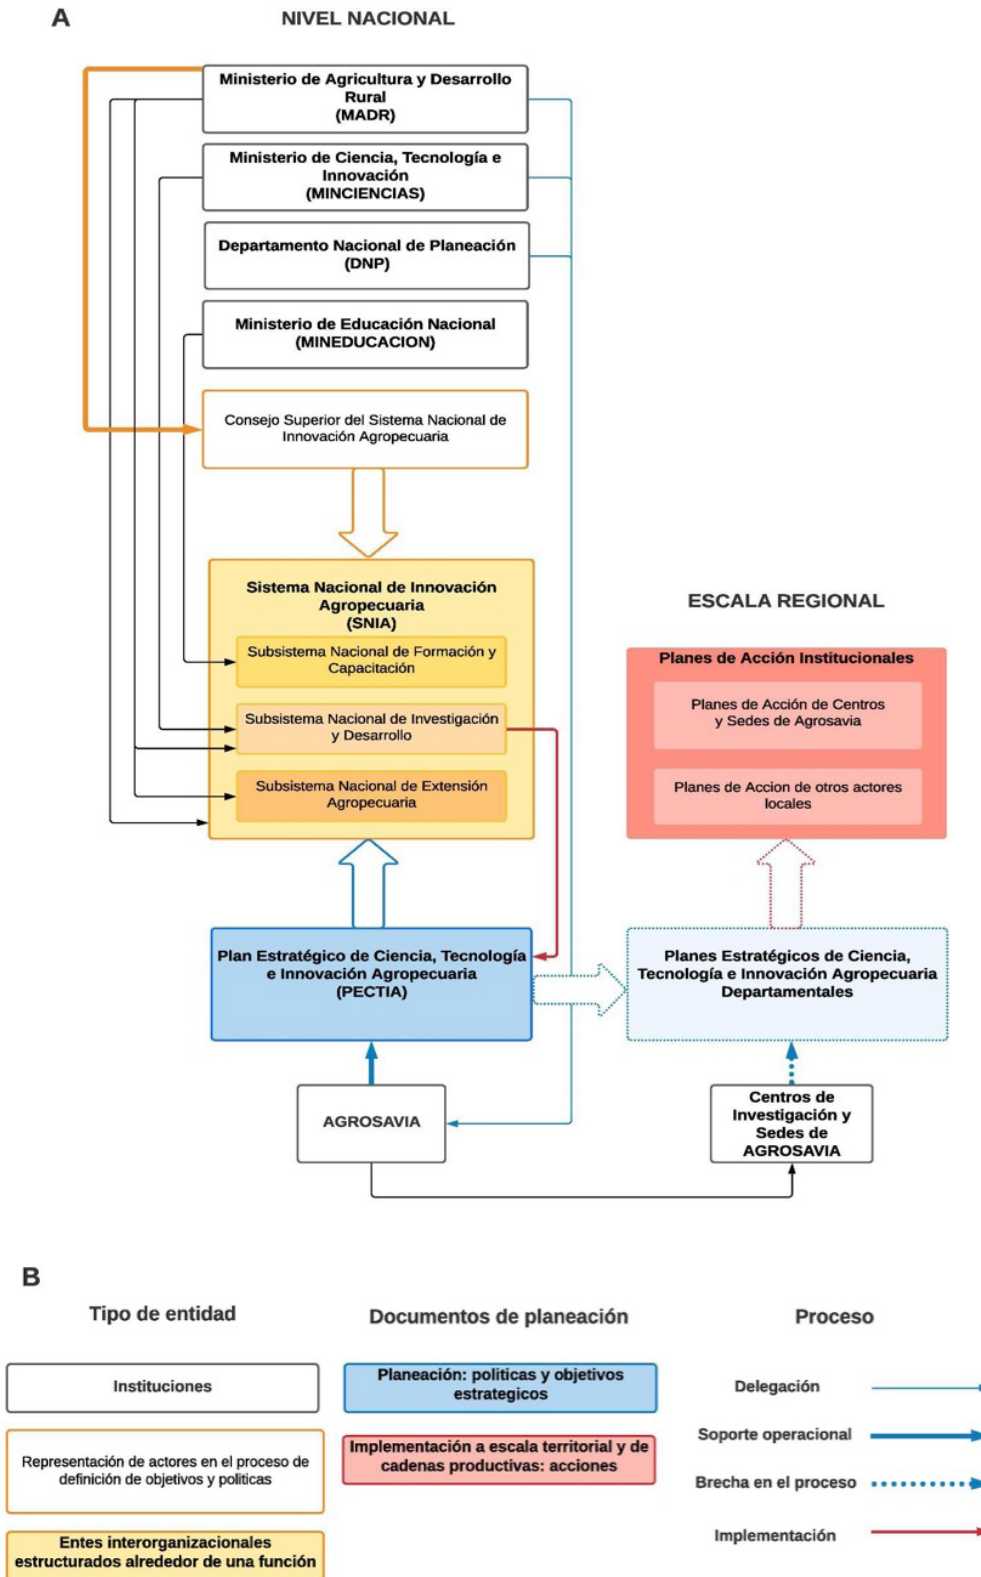 A
NIVEL NACIONAL
Ministerio de Agricultura y Desarrollo
Rural
(MADR)
Ministerio de Ciencia, Tecnología e
Innovación
(MINCIENCIAS)
Departamento Nacional de Planeación
(DNP)
Ministerio de Educación Nacional
(MINEDUCACION)
Consejo Superior del Sistema Nacional de
Innovación Agropecuaria
Sistema Nacional de Innovación
Agropecuaria
(SNIA)
Subsistema Nacional de Formación y
Capacitación
Subsistema Nacional de Investigación
y Desarrollo
Subsistema Nacional de Extensión
Agropecuaria
ESCALA REGIONAL
Planes de Acción Institucionales
Planes de Acción de Centros
y Sedes de Agrosavia
Planes de Accion de otros actores
locales
Plan Estratégico de Ciencia, Tecnología
e Innovación Agropecuaria
(PECTIA)
Planes Estratégicos de Ciencia,
Tecnología e Innovación Agropecuaria
Departamentales
AGROSAVIA
Centros de
Investigación y
Sedes de
AGROSAVIA
B
Tipo de entidad
Instituciones
Representación de actores en el proceso de
definición de objetivos y politicas
Entes interorganizacionales
estructurados alrededor de una función
Documentos de planeación
Planeación: politicas y objetivos
estrategicos
Implementación a escala territorial y de
cadenas productivas: acciones
Proceso
Delegación
Soporte operacional
Brecha en el proceso
Implementación